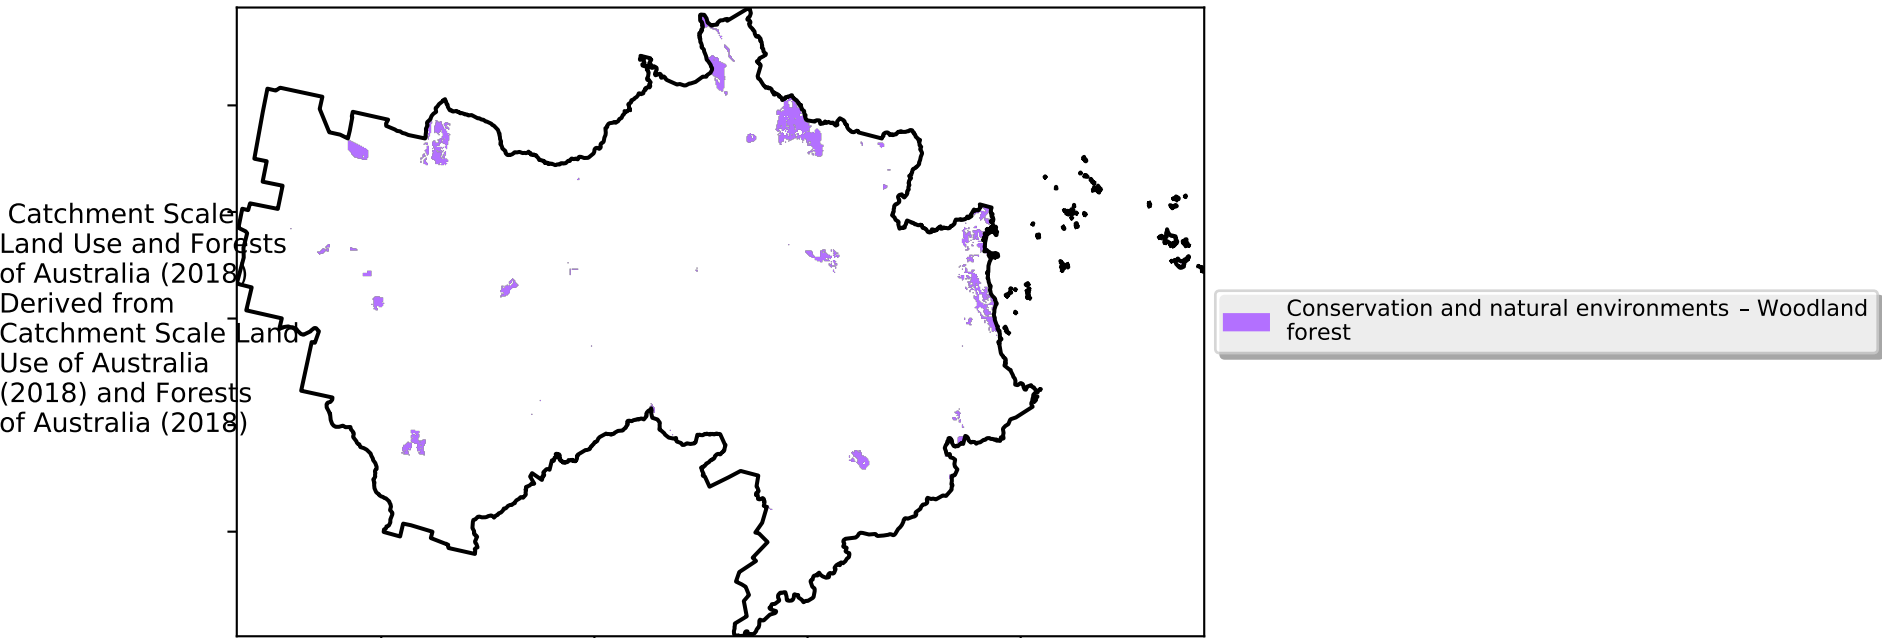 Catchment Scale
Land Use and Forests
of Australia (2018)
Derived from
Catchment Scale Land
Use of Australia
(2018) and Forests
of Australia (2018)
Conservation and natural environments – Woodland
forest